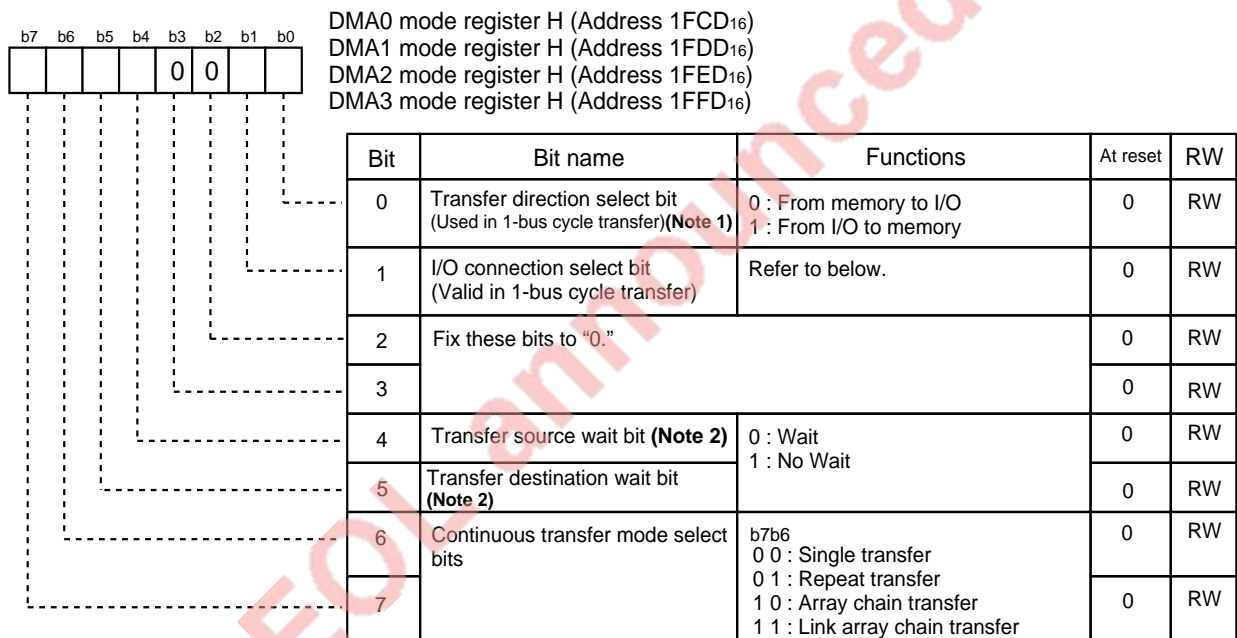 DMA0 mode register H (Address 1FCD16)
DMA1 mode register H (Address 1FDD16)
DMA2 mode register H (Address 1FED16)
DMA3 mode register H (Address 1FFD16)
b7 b6 b5 b4 b3 b2 b1 b0
0 0
Bit Bit name Functions At reset RW
0 Transfer direction select bit 0 : From memory to I/O 0 RW
(Used in 1-bus cycle transfer)(Note 1) 1 : From I/O to memory
1 I/O connection select bit Refer to below. 0 RW
(Valid in 1-bus cycle transfer)
2 Fix these bits to “0.” 0 RW
3 0 RW
4 Transfer source wait bit (Note 2) 0 : Wait 0 RW
1 : No Wait
5 Transfer destination wait bit 0 RW
(Note 2)
6 Continuous transfer mode select b7b6 0 RW
bits 0 0 : Single transfer
0 1 : Repeat transfer
7 1 0 : Array chain transfer 0 RW
1 1 : Link array chain transfer
EOL announced